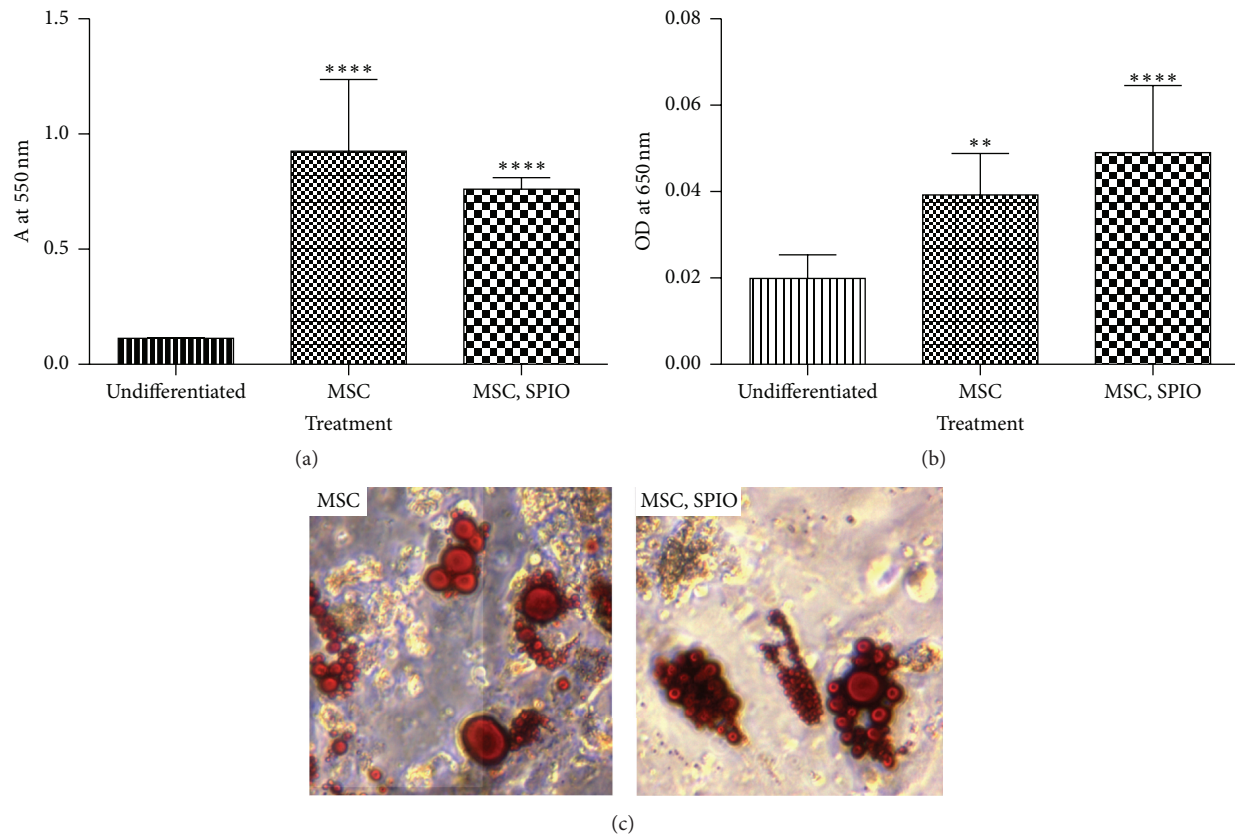 1.5
1.0
0.5
0.0
A at 550 nm
****
****
Undifferentiated MSC MSC, SPIO
Treatment
(a)
0.08
0.06
0.04
0.02
0.00
OD at 650 nm
**
****
Undifferentiated MSC MSC, SPIO
Treatment
(b)
MSC
MSC, SPIO
(c)